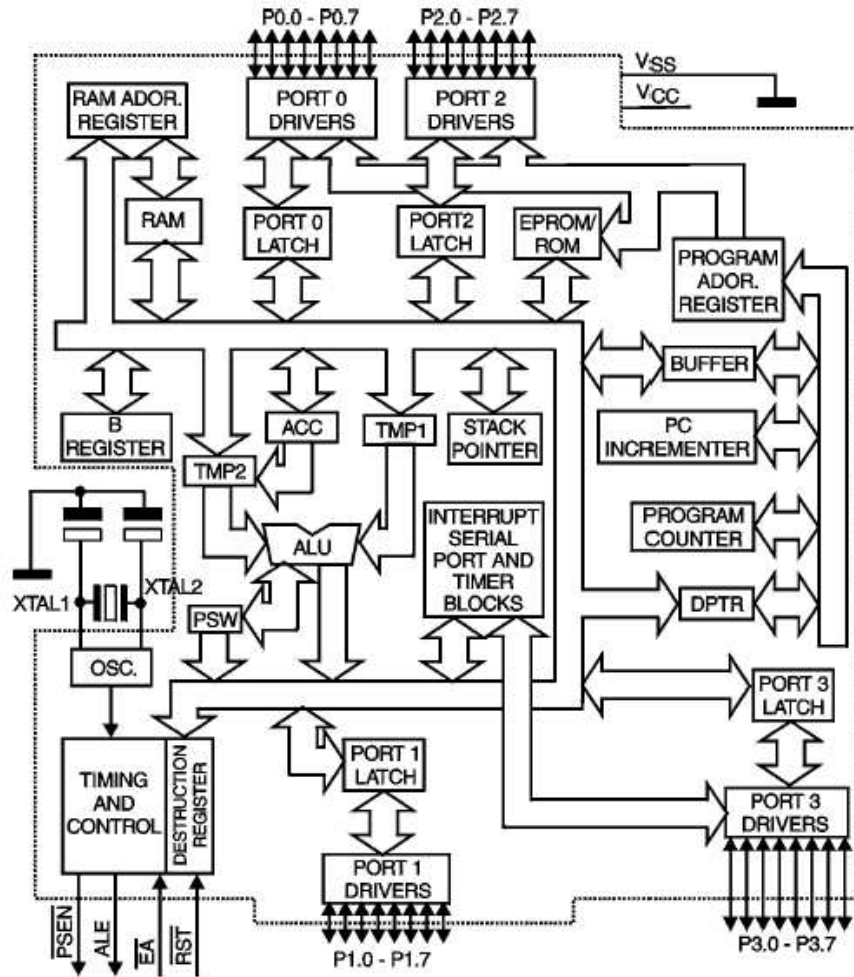 P0.0 - P0.7
P2.0 - P2.7
VSS
VCC
RAM ADOR.
REGISTER
PORT 0
DRIVERS
PORT 2
DRIVERS
RAM
PORT 0
LATCH
PORT2
LATCH
EPROM/
ROM
PROGRAM
ADOR.
REGISTER
BUFFER
B
REGISTER
ACC
TMP1
STACK
POINTER
PC
INCREMENTER
TMP2
ALU
INTERRUPT
SERIAL
PORT AND
TIMER
BLOCKS
PROGRAM
COUNTER
XTAL1
XTAL2
PSW
DPTR
OSC.
PORT 3
LATCH
TIMING
AND
CONTROL
DESTRUCTION
REGISTER
PORT 1
LATCH
PORT 3
DRIVERS
PORT 1
DRIVERS
PSEN
ALE
EA
RST
P1.0 - P1.7
P3.0 - P3.7